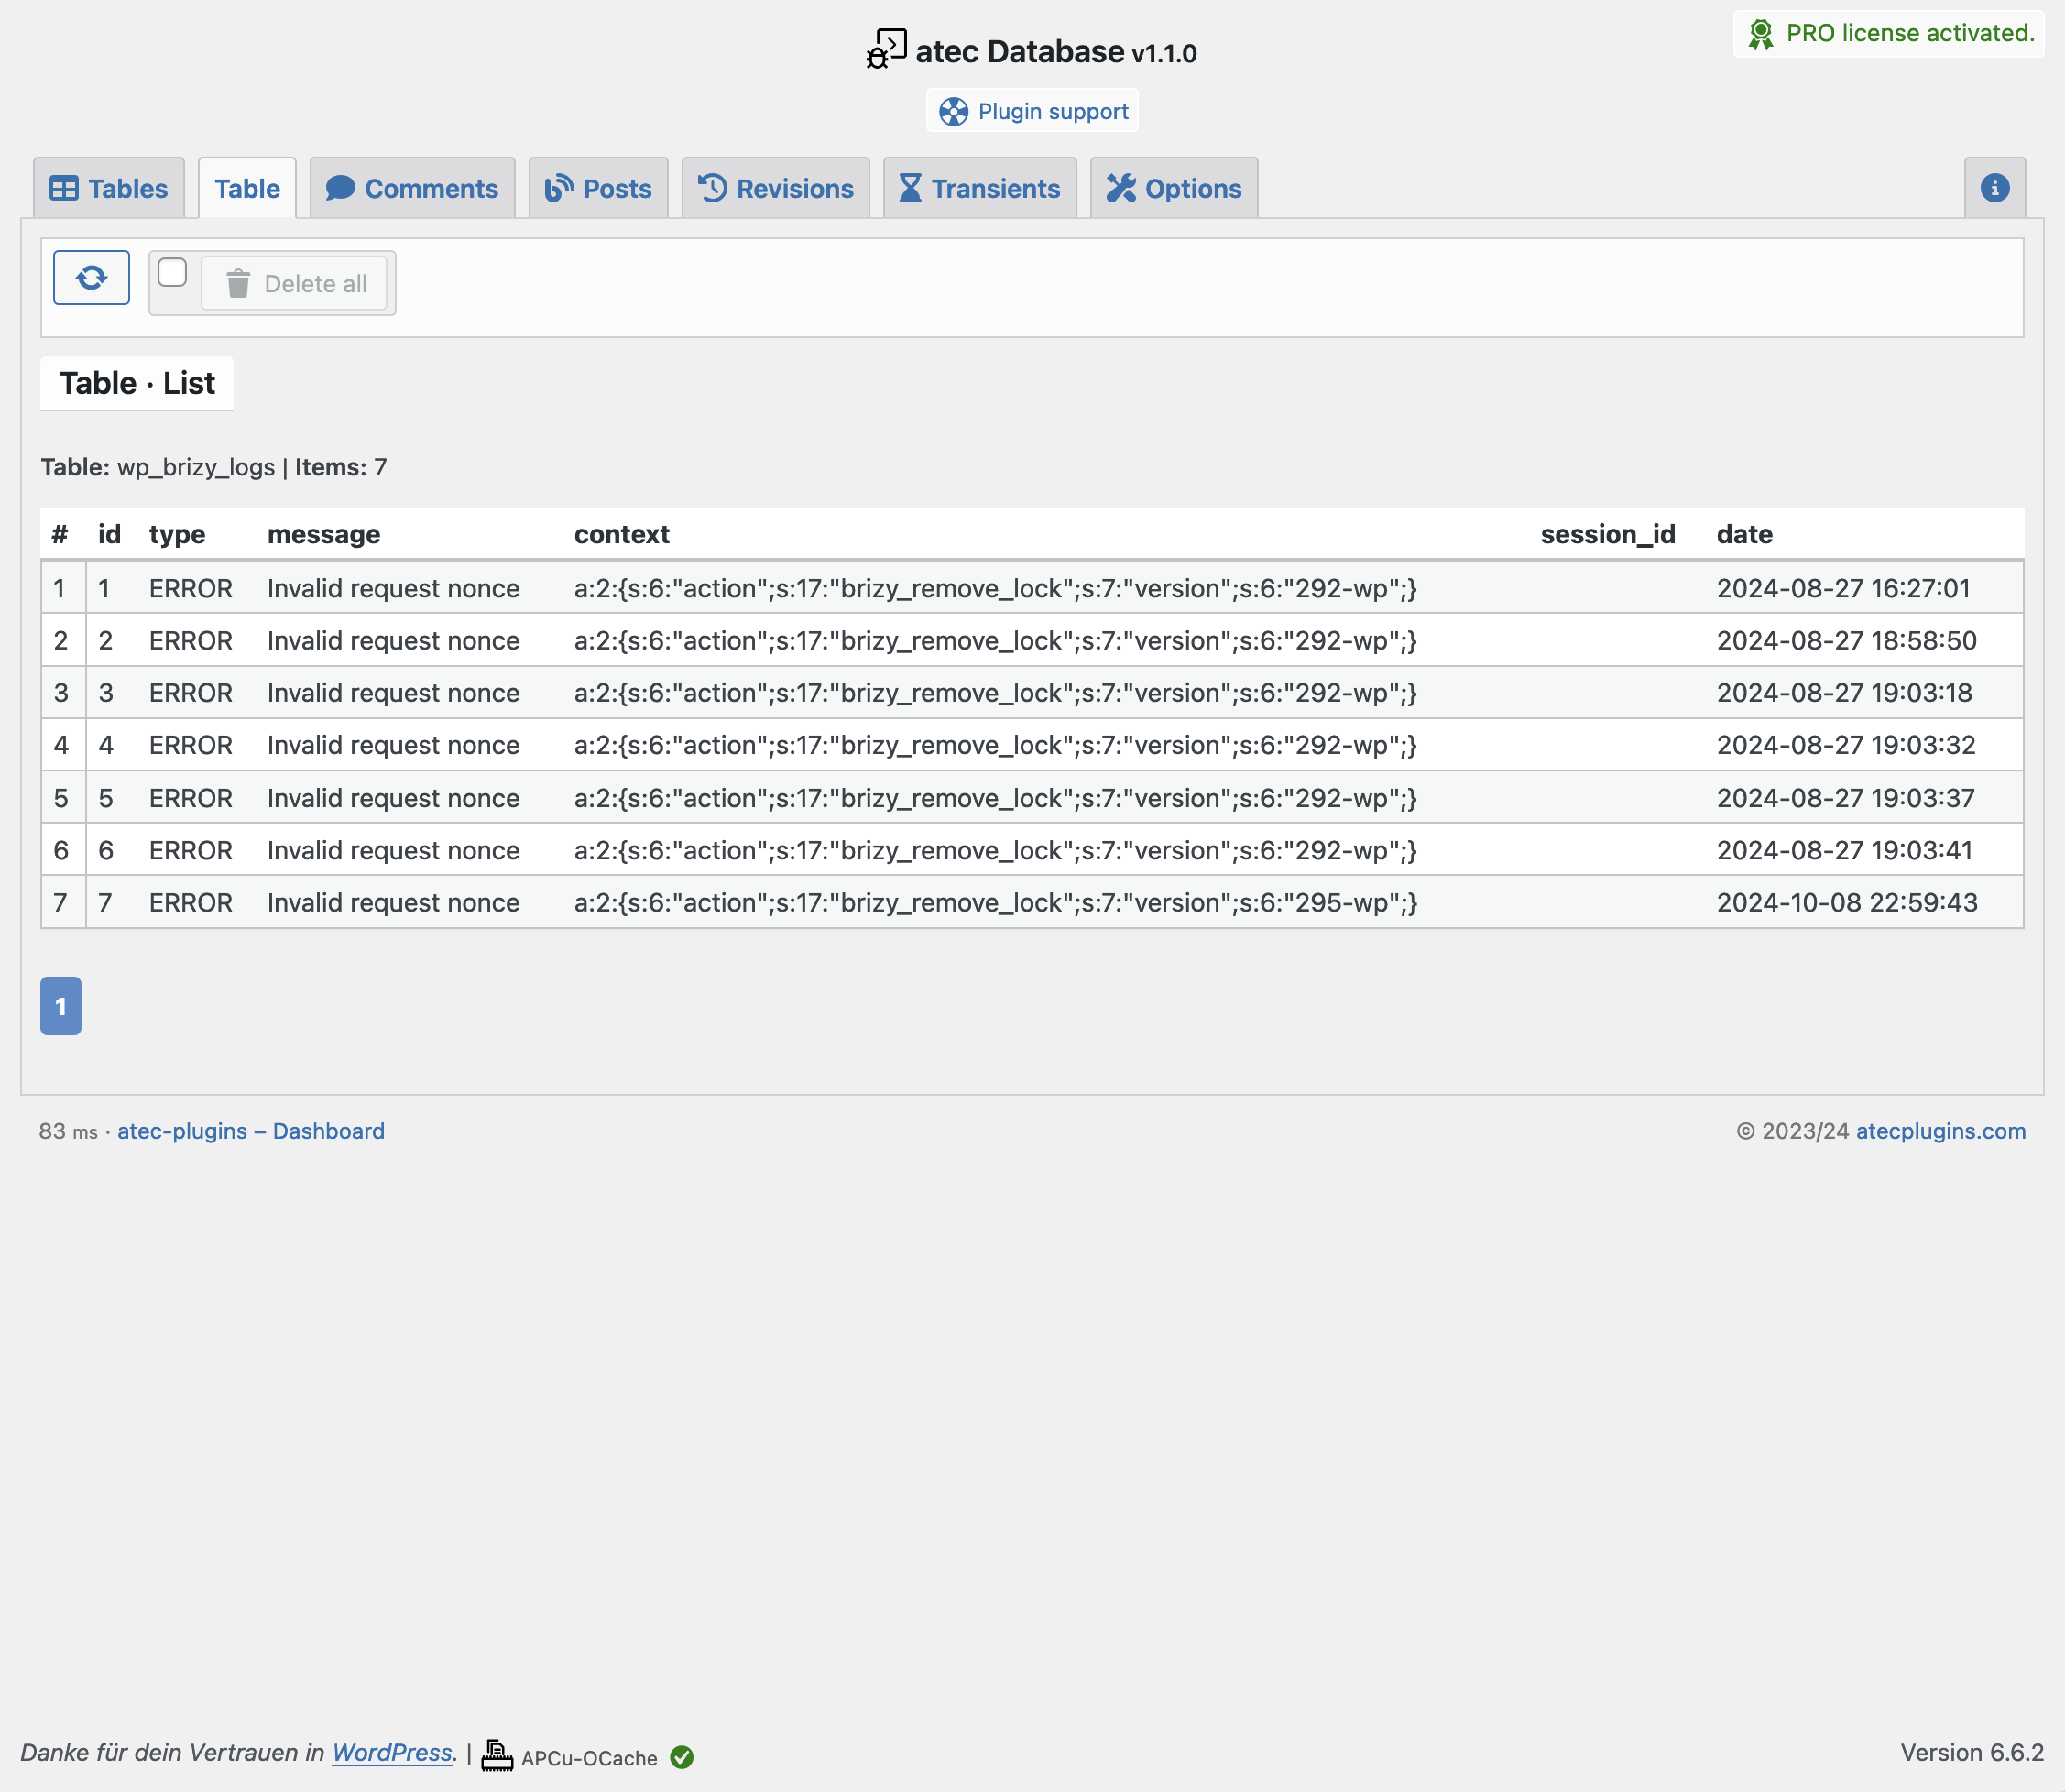 PRO license activated.
atec Database v1.1.0
Plugin support
Tables Table Comments Posts Revisions Transients Options
Delete all
Table · List
Table: wp_brizy_logs | Items: 7
# id type message context session_id date
1 1 ERROR Invalid request nonce a:2:{s:6:"action";s:17:"brizy_remove_lock";s:7:"version";s:6:"292-wp";} 2024-08-27 16:27:01
2 2 ERROR Invalid request nonce a:2:{s:6:"action";s:17:"brizy_remove_lock";s:7:"version";s:6:"292-wp";} 2024-08-27 18:58:50
3 3 ERROR Invalid request nonce a:2:{s:6:"action";s:17:"brizy_remove_lock";s:7:"version";s:6:"292-wp";} 2024-08-27 19:03:18
4 4 ERROR Invalid request nonce a:2:{s:6:"action";s:17:"brizy_remove_lock";s:7:"version";s:6:"292-wp";} 2024-08-27 19:03:32
5 5 ERROR Invalid request nonce a:2:{s:6:"action";s:17:"brizy_remove_lock";s:7:"version";s:6:"292-wp";} 2024-08-27 19:03:37
6 6 ERROR Invalid request nonce a:2:{s:6:"action";s:17:"brizy_remove_lock";s:7:"version";s:6:"292-wp";} 2024-08-27 19:03:41
7 7 ERROR Invalid request nonce a:2:{s:6:"action";s:17:"brizy_remove_lock";s:7:"version";s:6:"295-wp";} 2024-10-08 22:59:43
1
83 ms · atec-plugins – Dashboard © 2023/24 atecplugins.com
Danke für dein Vertrauen in WordPress. | APCu-OCache Version 6.6.2